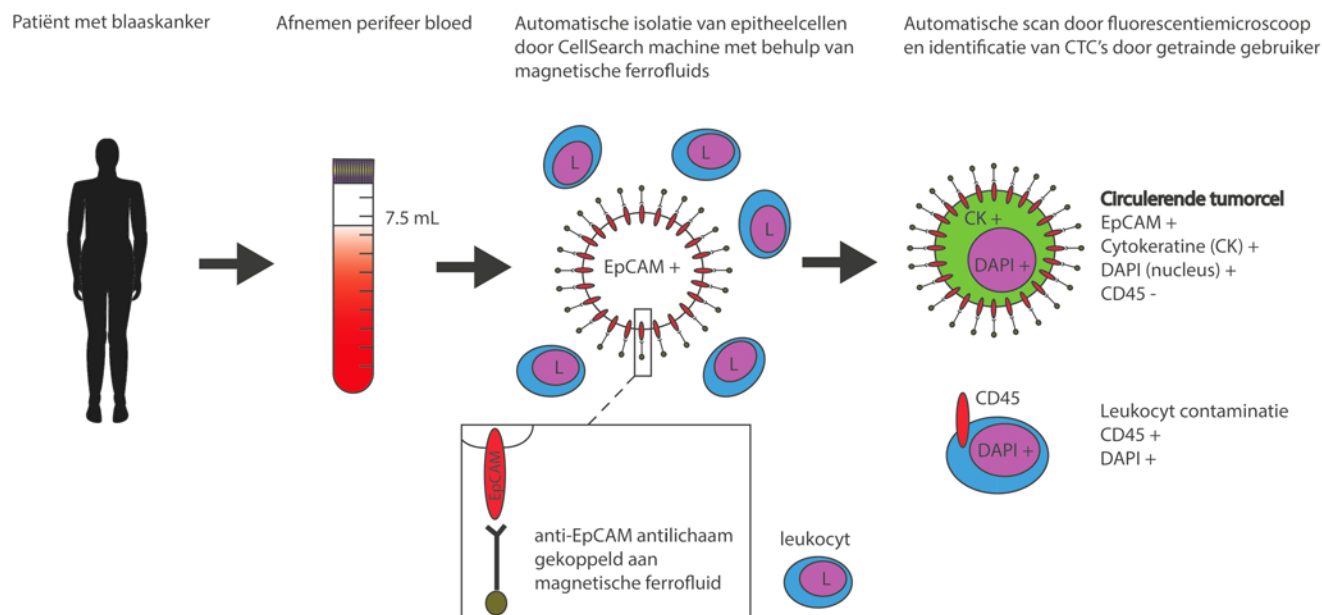 Patiënt met blaaskanker
Afnemen perifeer bloed
Automatische isolatie van epitheelcellen
door CellSearch machine met behulp van
magnetische ferrofluids
Automatische scan door fluorescentiemicroscoop
en identificatie van CTC's door getrainde gebruiker
7.5 mL
L
L
L
L
L
EpCAM +
CK +
DAPI +
Circulerende tumorcel
EpCAM +
Cytokeratine (CK) +
DAPI (nucleus) +
CD45 -
CD45
DAPI +
Leukocyt contaminatie
CD45 +
DAPI +
EpCAM
anti-EpCAM antilichaam
gekoppeld aan
magnetische ferrofluid
leukocyt
L